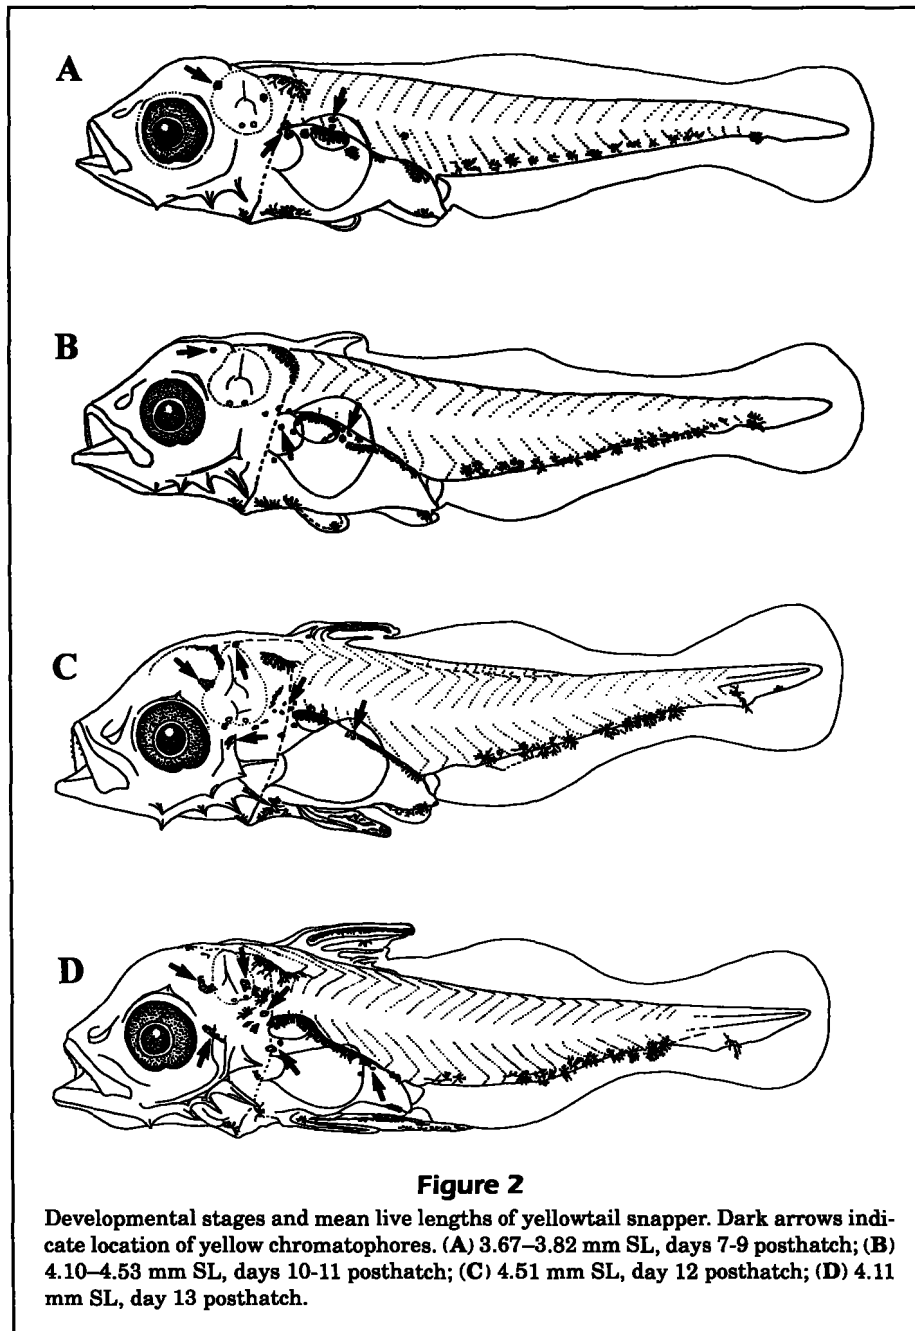 A
B
C
D
Figure 2
Developmental stages and mean live lengths of yellowtail snapper. Dark arrows indi-
cate location of yellow chromatophores. (A) 3.67–3.82 mm SL, days 7-9 posthatch; (B)
4.10–4.53 mm SL, days 10-11 posthatch; (C) 4.51 mm SL, day 12 posthatch; (D) 4.11
mm SL, day 13 posthatch.